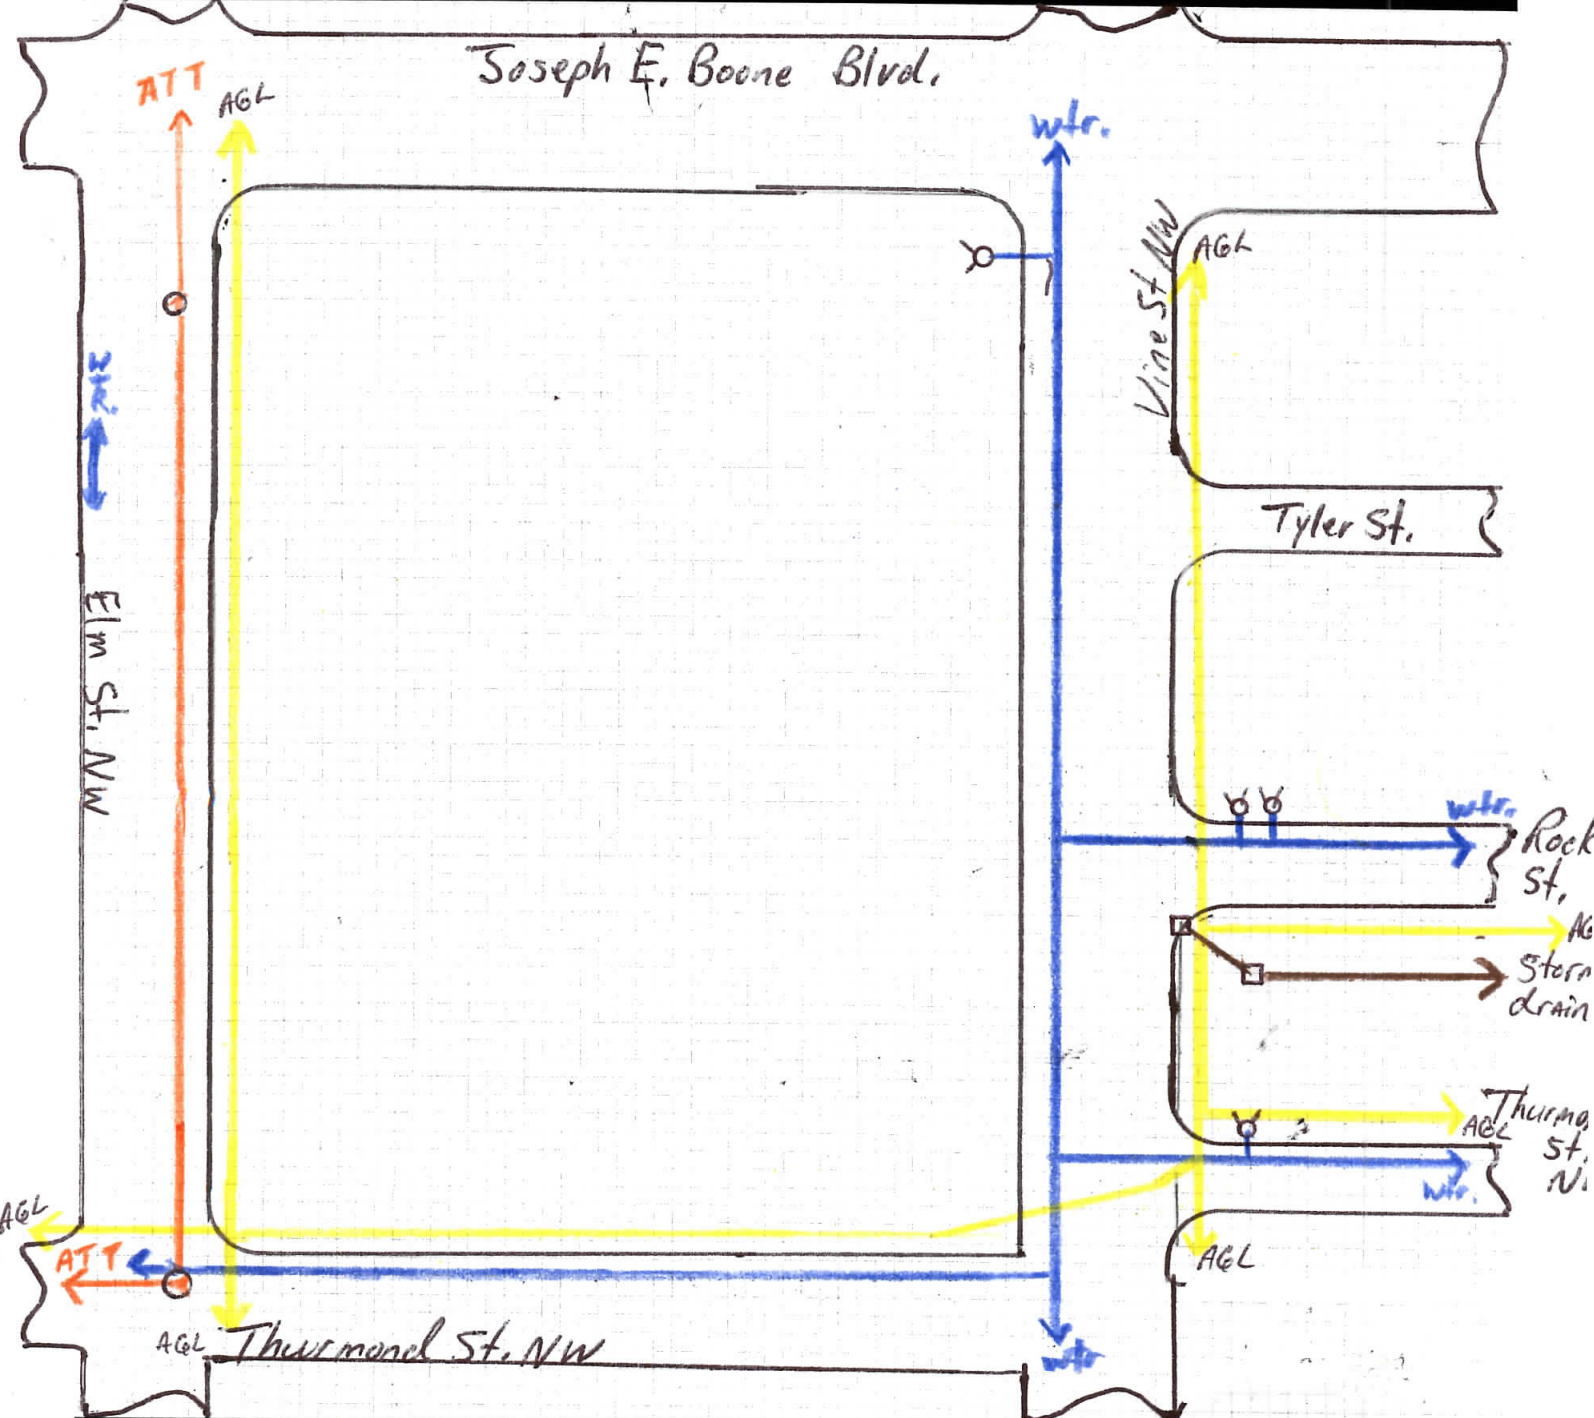 Joseph E. Boone Blvd.
ATT
AGL
wtr.
Vine St NW
AGL
WTR.
Tyler St.
Elm St. NW
wtr.
Rock
St.
AG
Storm
drain
Thurmo
AGL
St.
N
wtr.
AGL
ATT
AGL
AGL
Thurmond St. NW
wtr